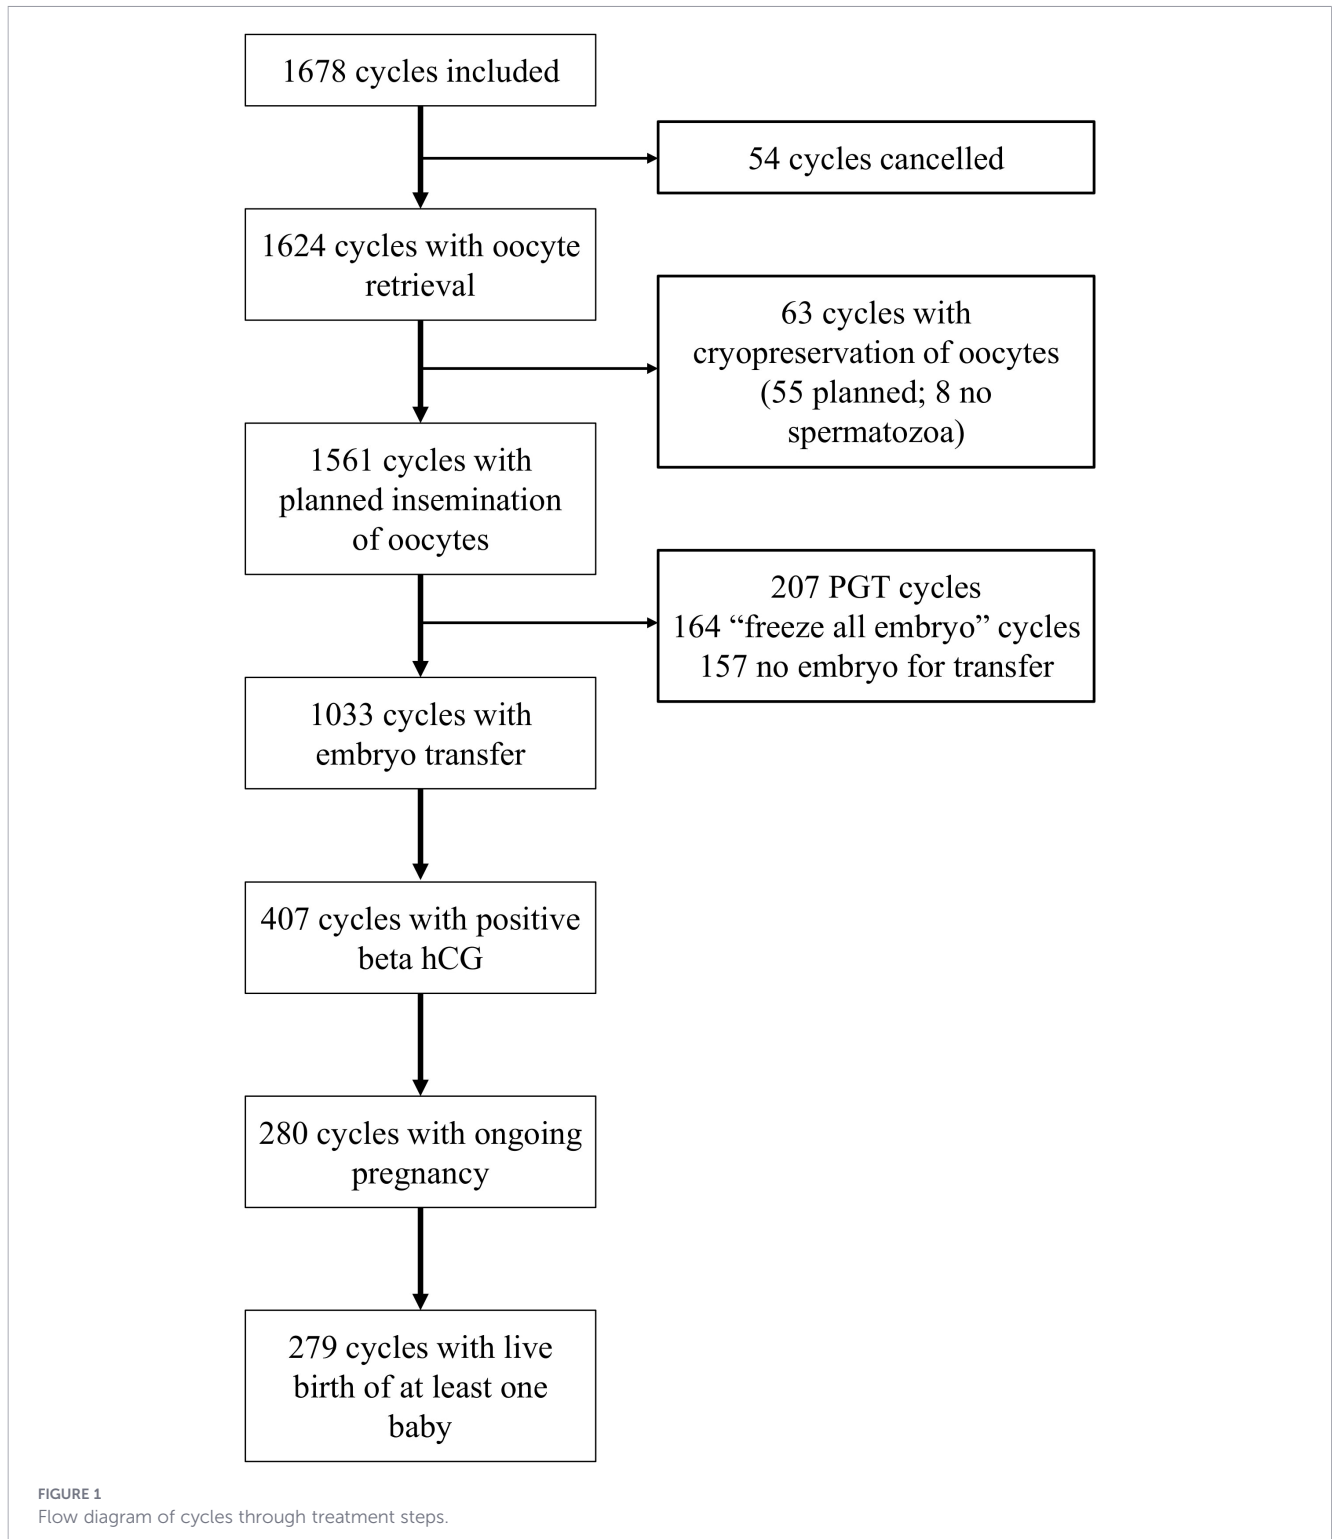 1678 cycles included
54 cycles cancelled
1624 cycles with oocyte
retrieval
63 cycles with
cryopreservation of oocytes
(55 planned; 8 no
spermatozoa)
1561 cycles with
planned insemination
of oocytes
207 PGT cycles
164 “freeze all embryo” cycles
157 no embryo for transfer
1033 cycles with
embryo transfer
407 cycles with positive
beta hCG
280 cycles with ongoing
pregnancy
279 cycles with live
birth of at least one
baby
FIGURE 1
Flow diagram of cycles through treatment steps.